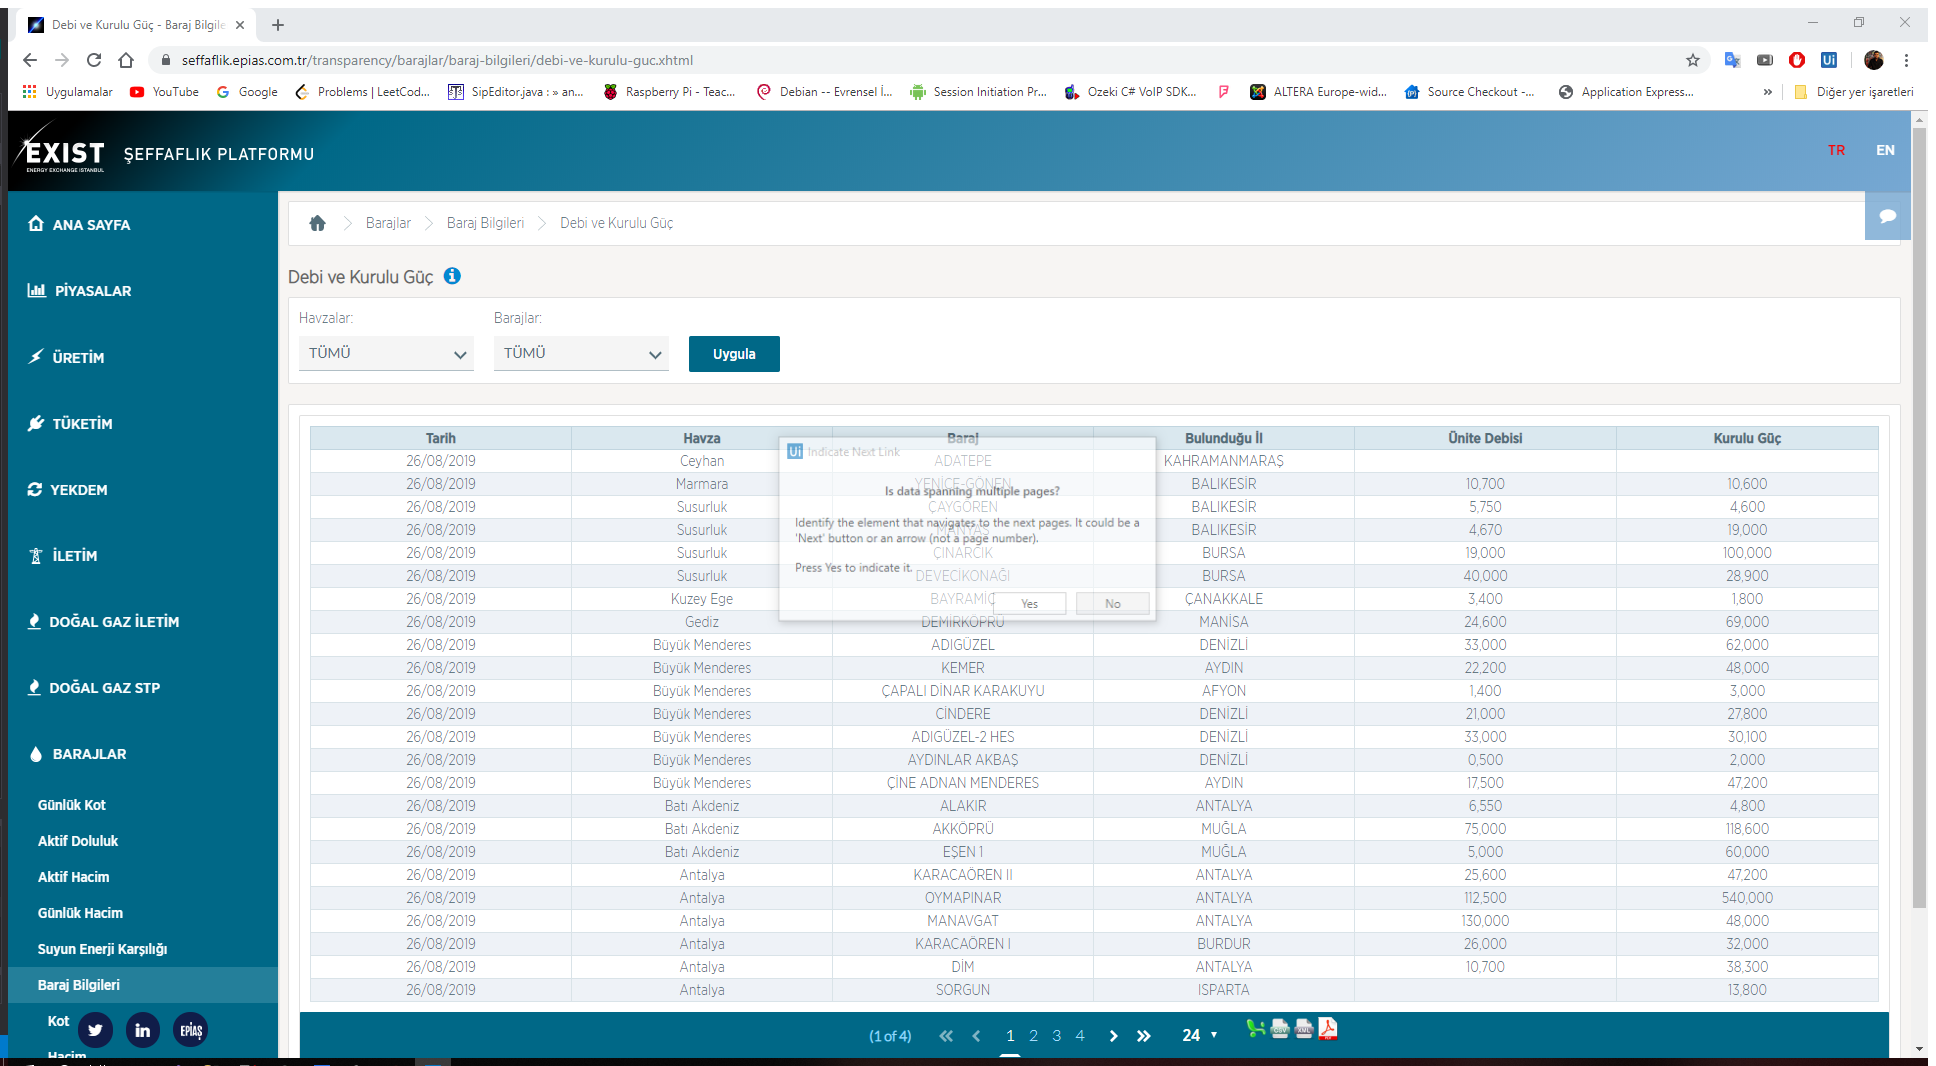 Debi ve Kurulu Güç - Baraj Bilgile
seffaflik.epias.com.tr/transparency/barajlar/baraj-bilgileri/debi-ve-kurulu-guc.xhtml
Uygulamalar YouTube Google Problems | LeetCod... SipEditor.java : » an... Raspberry Pi - Teac... Debian -- Evrensel İ... Session Initiation Pr... Ozeki C# VoIP SDK... ALTERA Europe-wid... Source Checkout -... Application Express... » Diğer yer işaretleri
EXIST ŞEFFAFLIK PLATFORMU TR EN
ENERGY EXCHANGE ISTANBUL
ANA SAYFA
PİYASALAR
ÜRETİM
TÜKETİM
YEKDEM
İLETİM
DOĞAL GAZ İLETİM
DOĞAL GAZ STP
BARAJLAR
Günlük Kot
Aktif Doluluk
Aktif Hacim
Günlük Hacim
Suyun Enerji Karşılığı
Baraj Bilgileri
Kot
Hacim
in EPİAŞ
Barajlar Baraj Bilgileri Debi ve Kurulu Güç
Debi ve Kurulu Güç
Havzalar: Barajlar:
TÜMÜ TÜMÜ Uygula
Tarih Havza Baraj Bulunduğu İl Ünite Debisi Kurulu Güç
26/08/2019 Ceyhan ADATEPE KAHRAMANMARAŞ
26/08/2019 Marmara YENİCE-GÖNEN BALIKESİR 10,700 10,600
26/08/2019 Susurluk ÇAYGÖREN BALIKESİR 5,750 4,600
26/08/2019 Susurluk MANYAS BALIKESİR 4,670 19,000
26/08/2019 Susurluk ÇINARCIK BURSA 19,000 100,000
26/08/2019 Susurluk DEVECİKONAĞI BURSA 40,000 28,900
26/08/2019 Kuzey Ege BAYRAMİÇ ÇANAKKALE 3,400 1,800
26/08/2019 Gediz DEMİRKÖPRÜ MANİSA 24,600 69,000
26/08/2019 Büyük Menderes ADIGÜZEL DENİZLİ 33,000 62,000
26/08/2019 Büyük Menderes KEMER AYDIN 22,200 48,000
26/08/2019 Büyük Menderes ÇAPALI DİNAR KARAKUYU AFYON 1,400 3,000
26/08/2019 Büyük Menderes CİNDERE DENİZLİ 21,000 27,800
26/08/2019 Büyük Menderes ADIGÜZEL-2 HES DENİZLİ 33,000 30,100
26/08/2019 Büyük Menderes AYDINLAR AKBAŞ DENİZLİ 0,500 2,000
26/08/2019 Büyük Menderes ÇİNE ADNAN MENDERES AYDIN 17,500 47,200
26/08/2019 Batı Akdeniz ALAKIR ANTALYA 6,550 4,800
26/08/2019 Batı Akdeniz AKKÖPRÜ MUĞLA 75,000 118,600
26/08/2019 Batı Akdeniz EŞEN 1 MUĞLA 5,000 60,000
26/08/2019 Antalya KARACAÖREN II ANTALYA 25,600 47,200
26/08/2019 Antalya OYMAPINAR ANTALYA 112,500 540,000
26/08/2019 Antalya MANAVGAT ANTALYA 130,000 48,000
26/08/2019 Antalya KARACAÖREN I BURDUR 26,000 32,000
26/08/2019 Antalya DİM ANTALYA 10,700 38,300
26/08/2019 Antalya SORGUN ISPARTA 13,800
Ui Indicate Next Link
Is data spanning multiple pages?
Identify the element that navigates to the next pages. It could be a
'Next' button or an arrow (not a page number).
Press Yes to indicate it.
Yes No
(1 of 4) 1 2 3 4 24